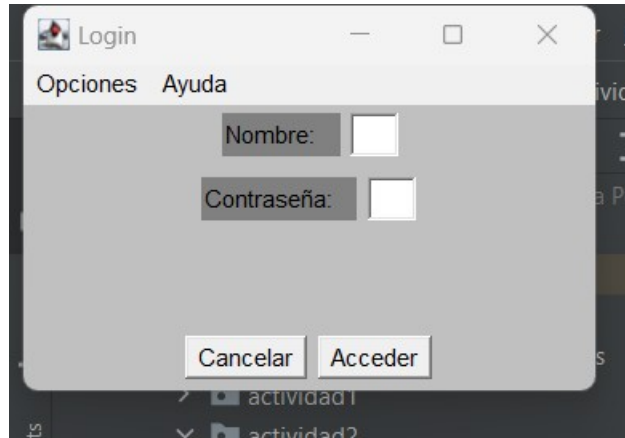 Login
Opciones Ayuda
Nombre:
Contraseña:
Cancelar Acceder
actividad1
actividad2